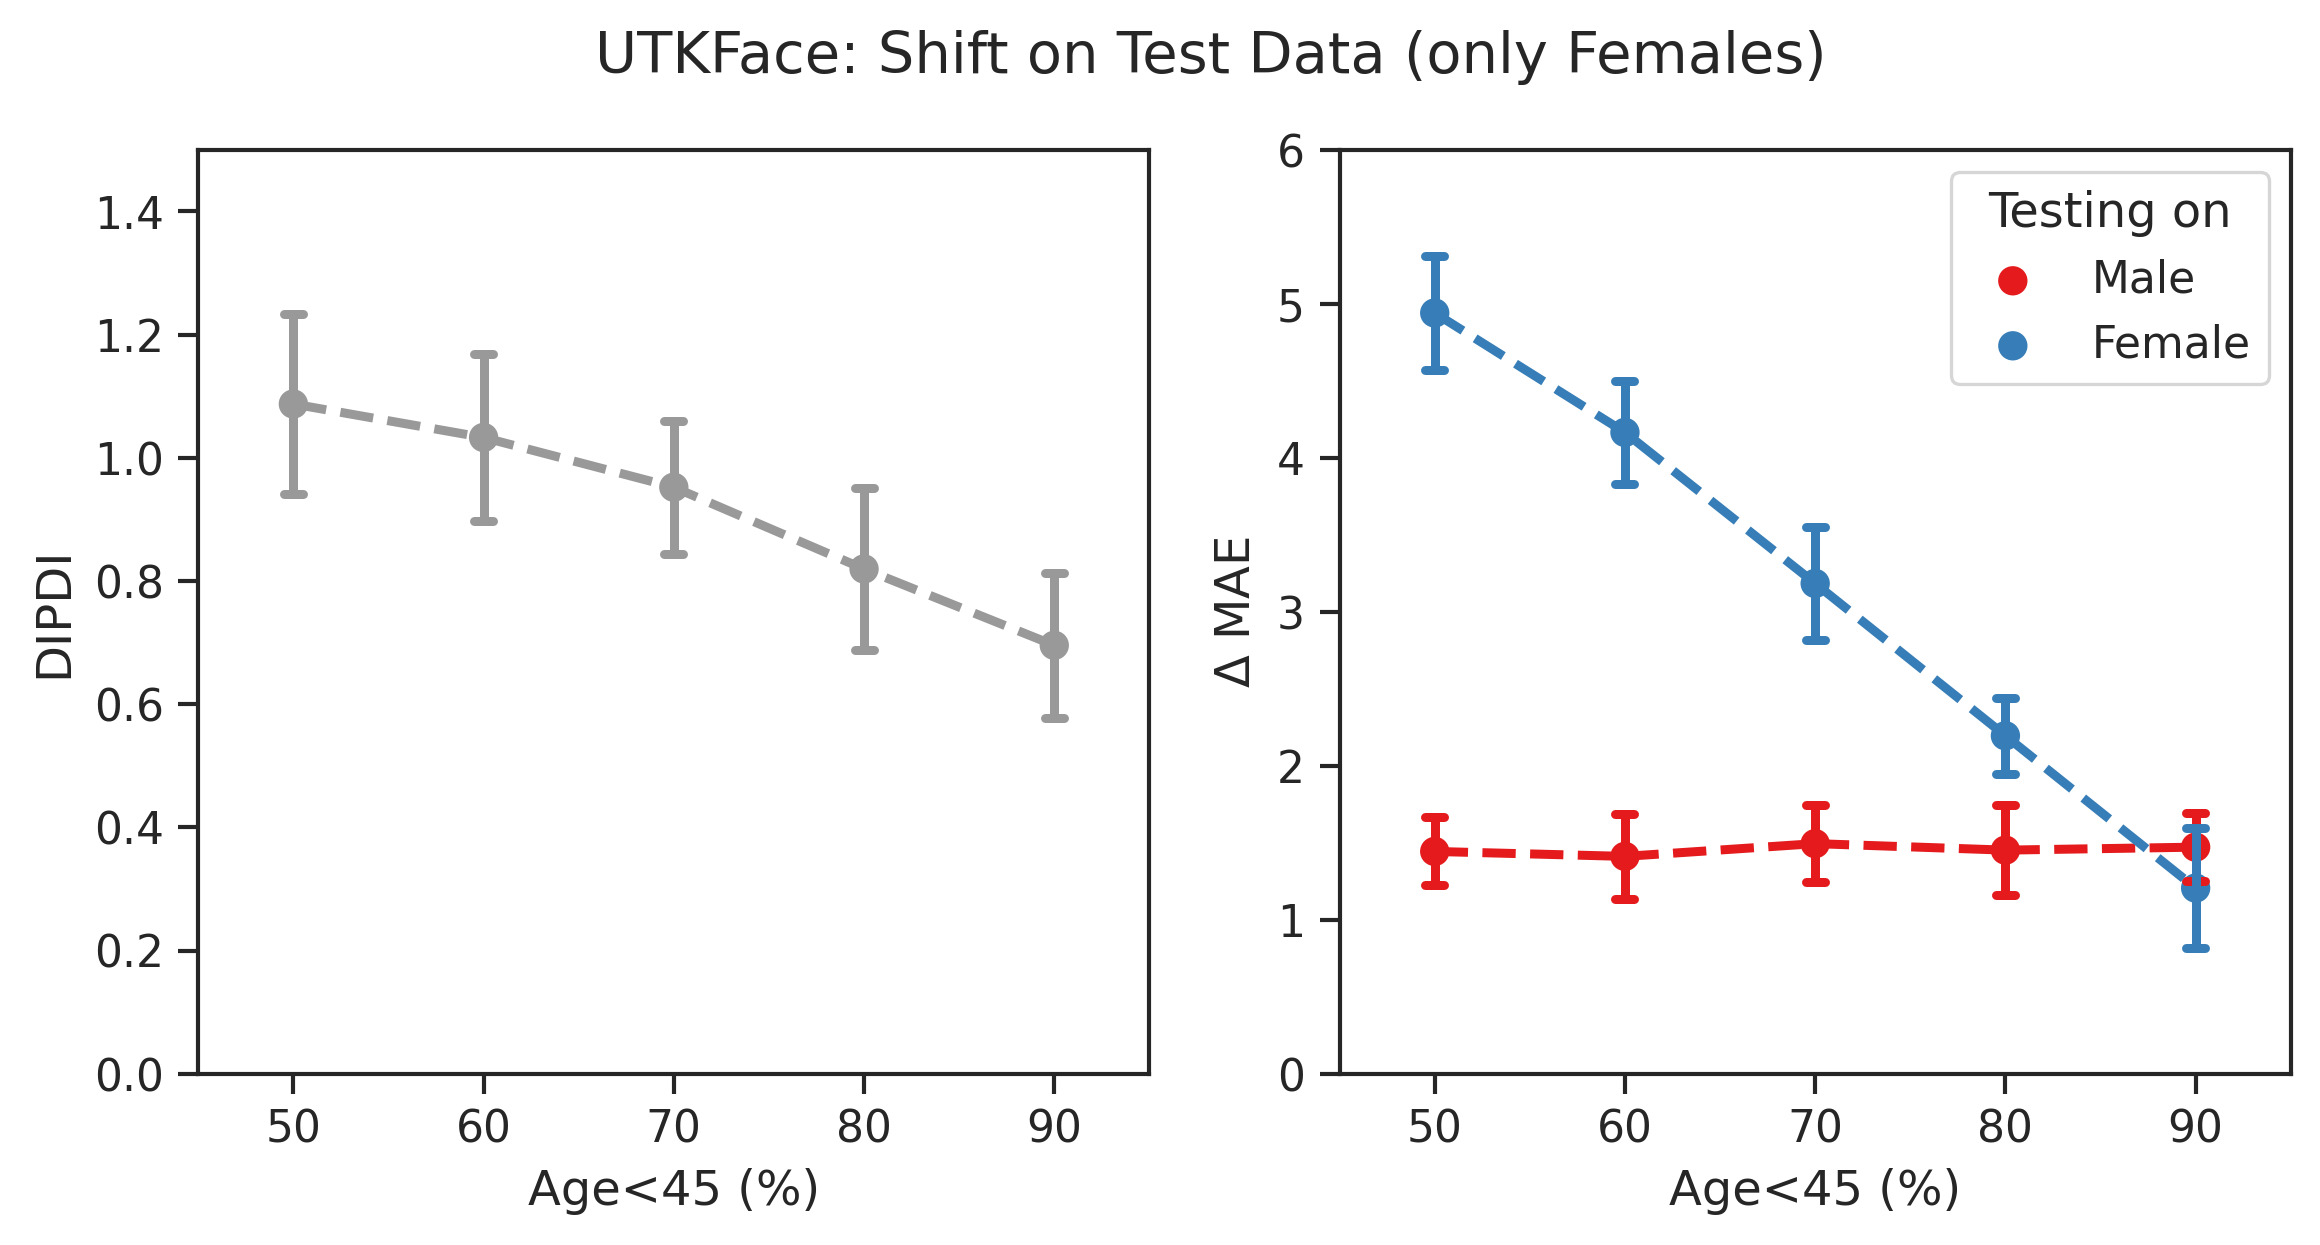 UTKFace: Shift on Test Data (only Females)
DIPDI
1.4
1.2
1.0
0.8
0.6
0.4
0.2
0.0
50 60 70 80 90
Age<45 (%)
Δ MAE
6
5
4
3
2
1
0
50 60 70 80 90
Age<45 (%)
Testing on
Male
Female